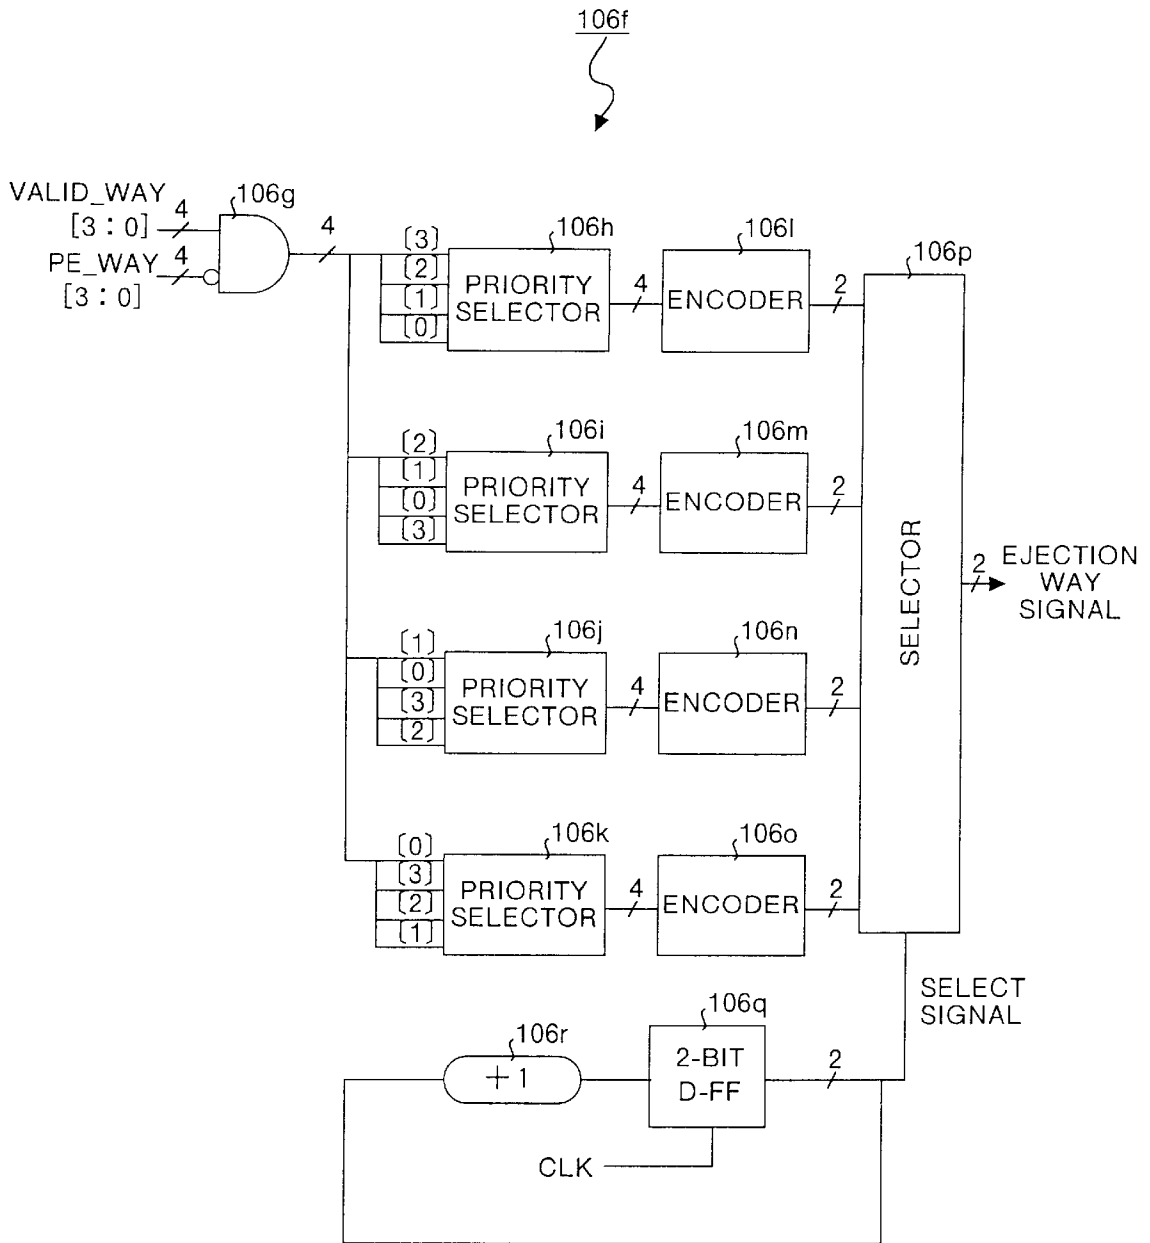 106f
VALID_WAY
[3:0]
4
106g
PE_WAY
[3:0]
4
4
[3]
[2]
[1]
[0]
106h
PRIORITY
SELECTOR
4
106l
ENCODER
2
106p
[2]
[1]
[0]
[3]
106i
PRIORITY
SELECTOR
4
106m
ENCODER
2
SELECTOR
2
EJECTION
WAY
SIGNAL
[1]
[0]
[3]
[2]
106j
PRIORITY
SELECTOR
4
106n
ENCODER
2
[0]
[3]
[2]
[1]
106k
PRIORITY
SELECTOR
4
106o
ENCODER
2
SELECT
SIGNAL
106r
+1
106q
2-BIT
D-FF
2
CLK